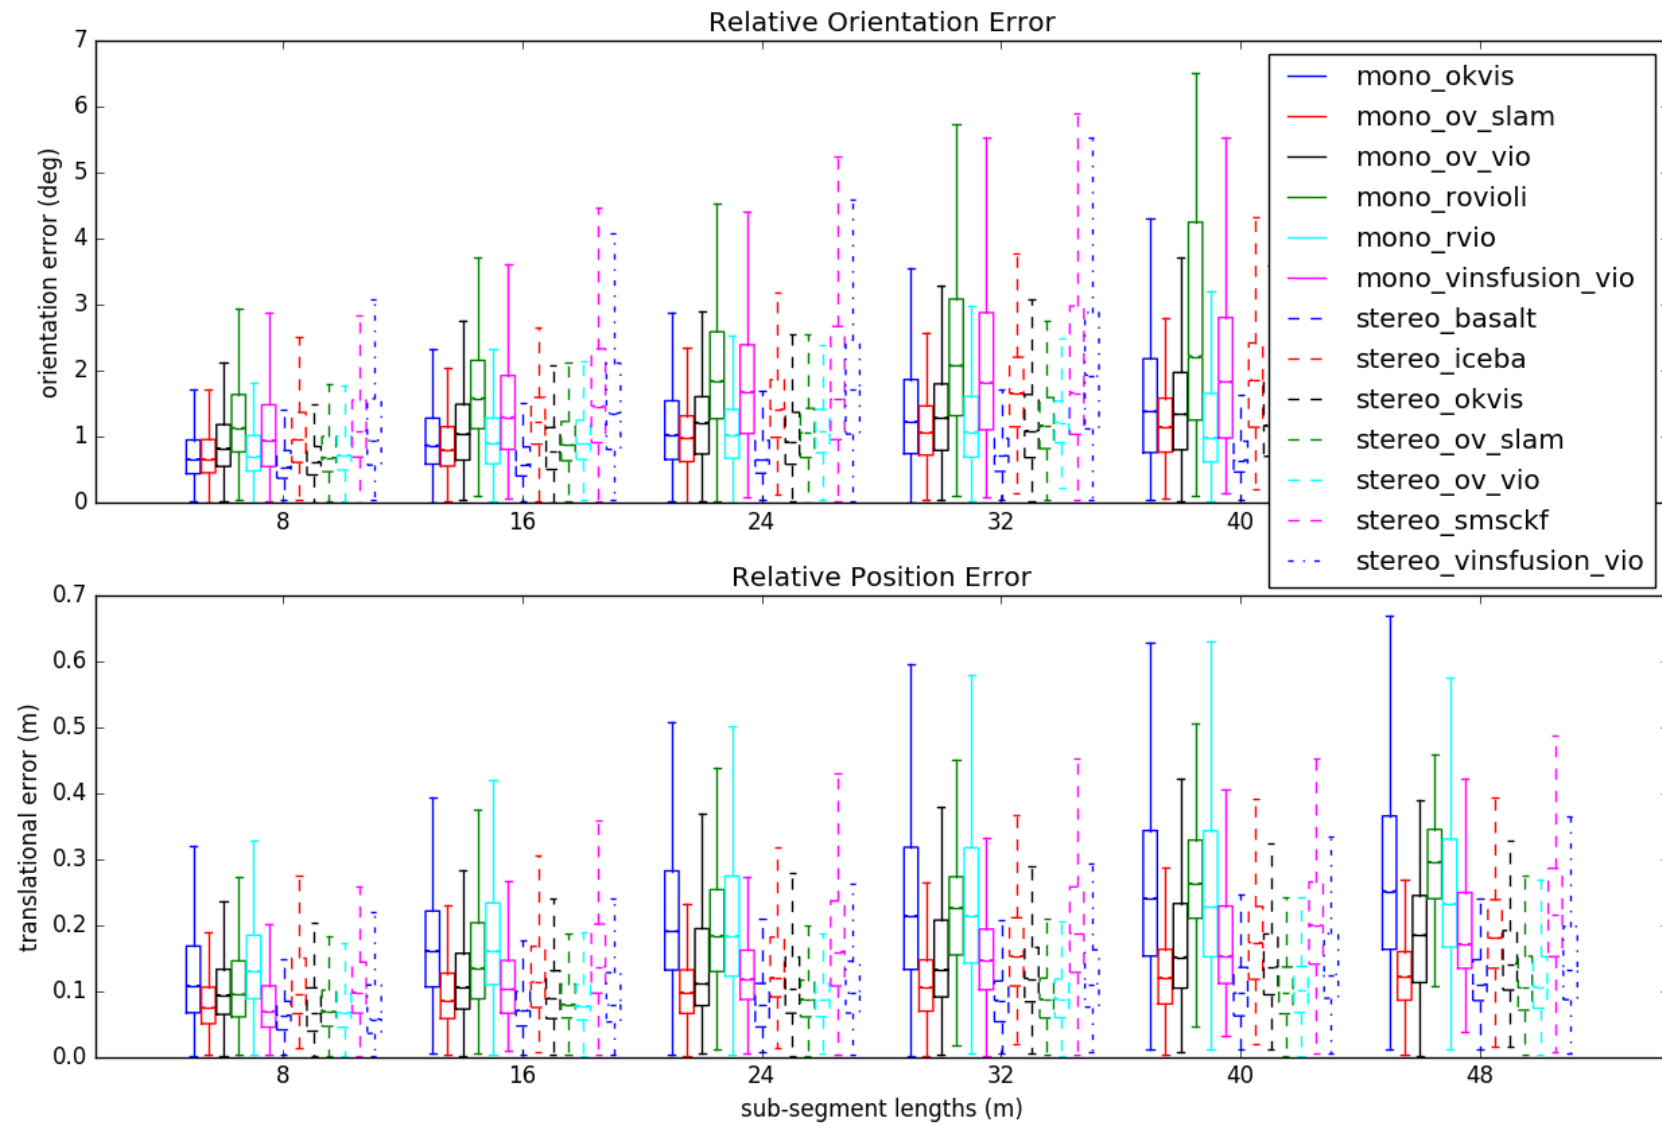 Relative Orientation Error
7
6
5
4
3
2
1
0
orientation error (deg)
8 16 24 32 40
mono_okvis
mono_ov_slam
mono_ov_vio
mono_rovioli
mono_rvio
mono_vinsfusion_vio
stereo_basalt
stereo_iceba
stereo_okvis
stereo_ov_slam
stereo_ov_vio
stereo_smsckf
stereo_vinsfusion_vio
Relative Position Error
0.7
0.6
0.5
0.4
0.3
0.2
0.1
0.0
translational error (m)
8 16 24 32 40 48
sub-segment lengths (m)